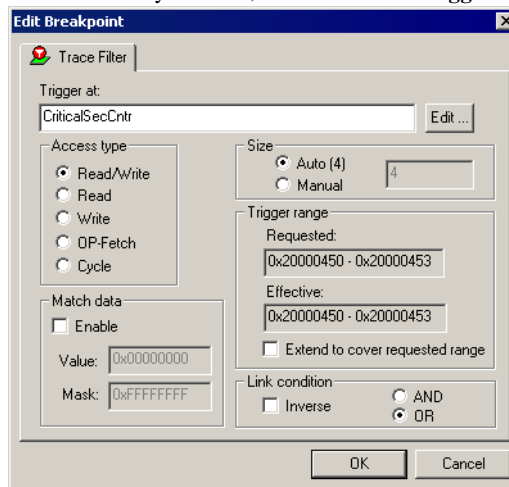 Edit Breakpoint
Trace Filter
Trigger at:
CriticalSecCntr
Edit ...
Access type
Read/Write
Read
Write
OP-Fetch
Cycle
Match data
Enable
Value: 0x00000000
Mask: 0xFFFFFFFF
Size
Auto (4)
Manual
4
Trigger range
Requested:
0x20000450 - 0x20000453
Effective:
0x20000450 - 0x20000453
Extend to cover requested range
Link condition
Inverse
AND
OR
OK
Cancel